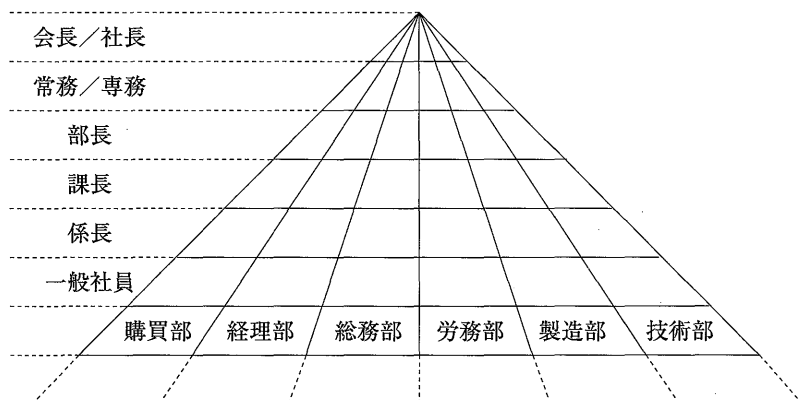 会長／社長
常務／専務
部長
課長
係長
一般社員
購買部 経理部 総務部 労務部 製造部 技術部